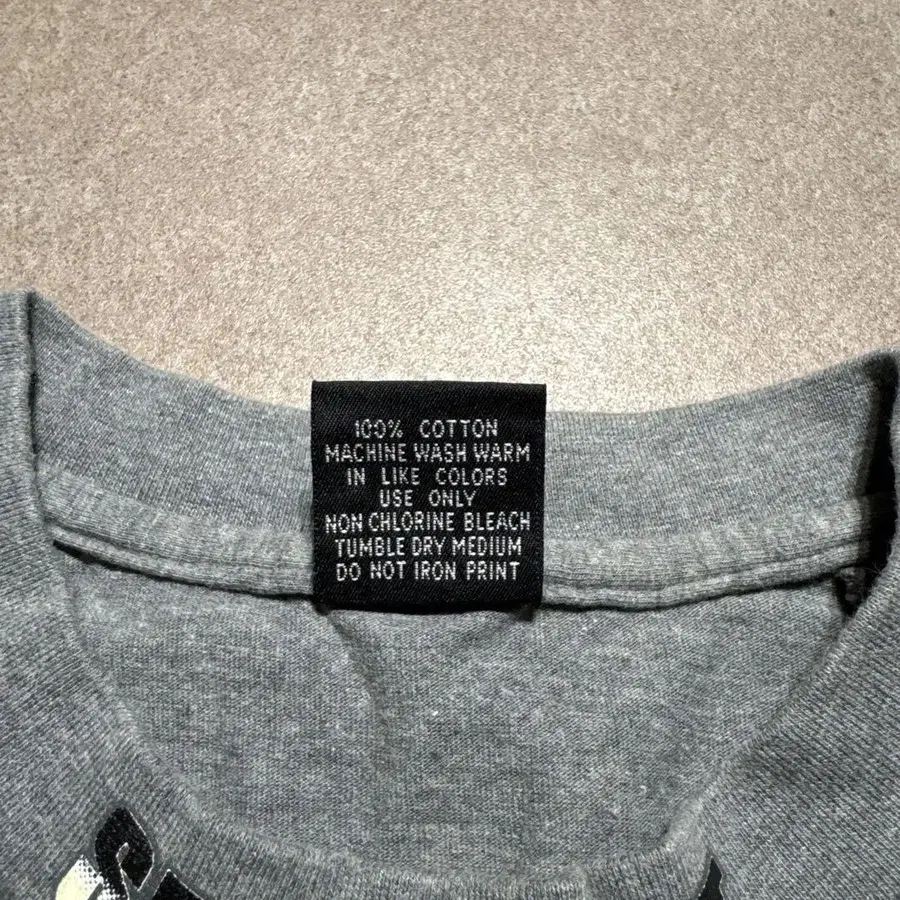 100% COTTON
MACHINE WASH WARM
IN LIKE COLORS
USE ONLY
NON CHLORINE BLEACH
TUMBLE DRY MEDIUM
DO NOT IRON PRINT